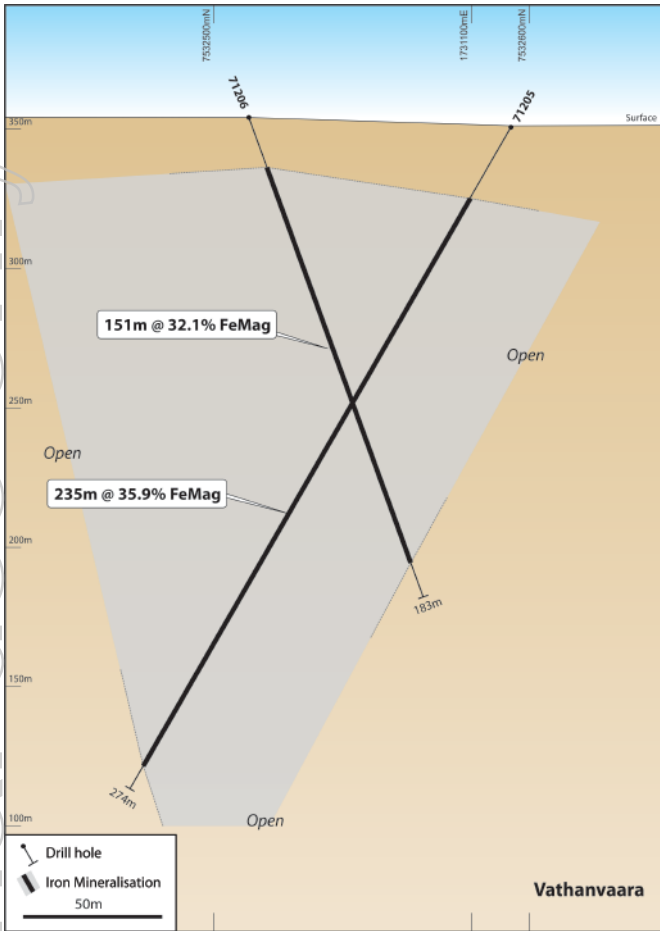 7532500mN
1731100mE
7532600mN
71206
71205
Surface
350m
300m
151m @ 32.1% FeMag
Open
250m
Open
235m @ 35.9% FeMag
200m
183m
150m
274m
100m
Open
Drill hole
Iron Mineralisation
50m
Vathanvaara